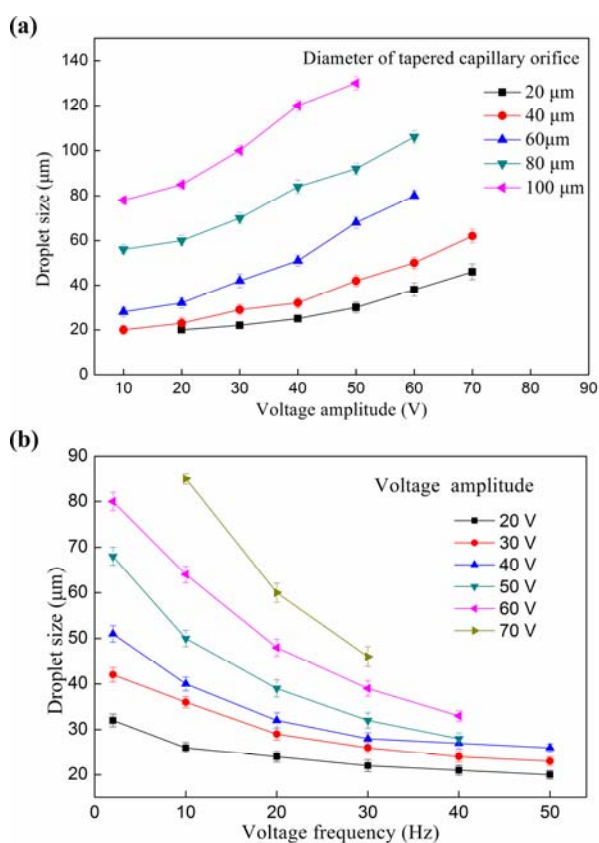 (a)
140
120
100
80
60
40
20
0
Droplet size (μm)
Diameter of tapered capillary orifice
20 μm
40 μm
60μm
80 μm
100 μm
10 20 30 40 50 60 70 80 90
Voltage amplitude (V)
(b)
90
80
70
60
50
40
30
20
Droplet size (μm)
Voltage amplitude
20 V
30 V
40 V
50 V
60 V
70 V
0 10 20 30 40 50
Voltage frequency (Hz)